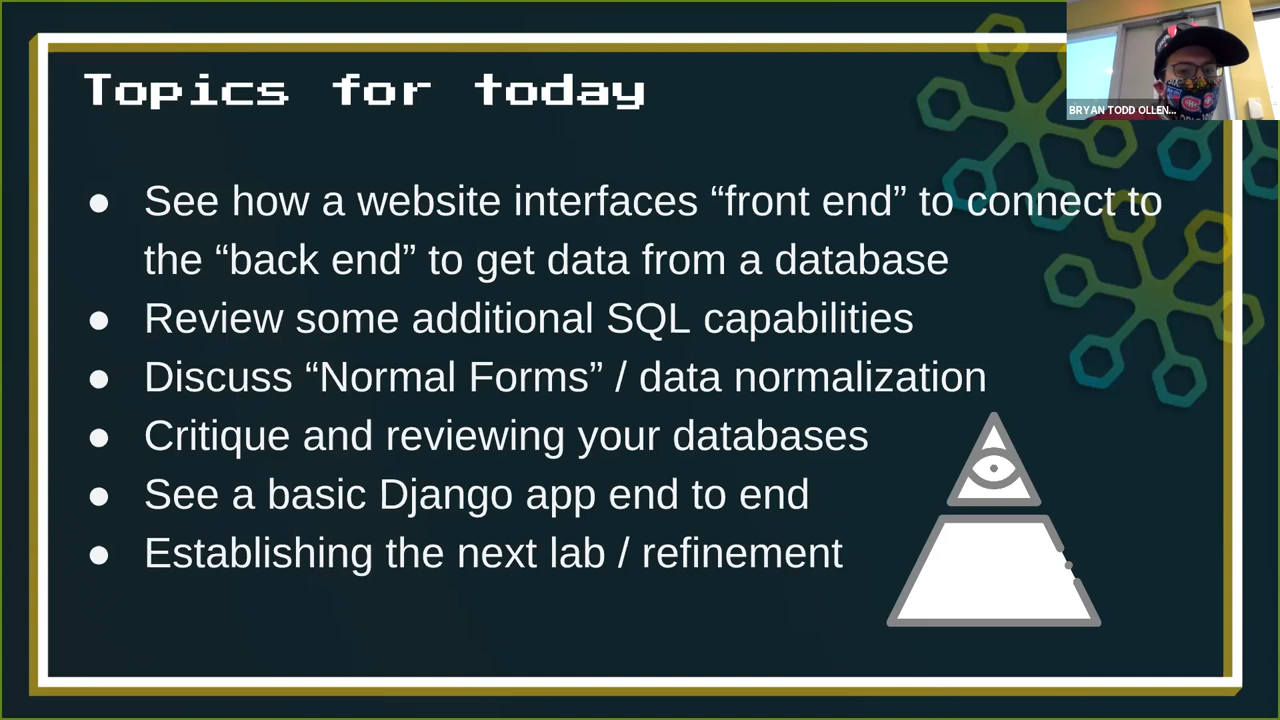 Topics for today
BRYAN TODD OLLEN...
● See how a website interfaces “front end” to connect to
the “back end” to get data from a database
● Review some additional SQL capabilities
● Discuss “Normal Forms” / data normalization
● Critique and reviewing your databases
● See a basic Django app end to end
● Establishing the next lab / refinement